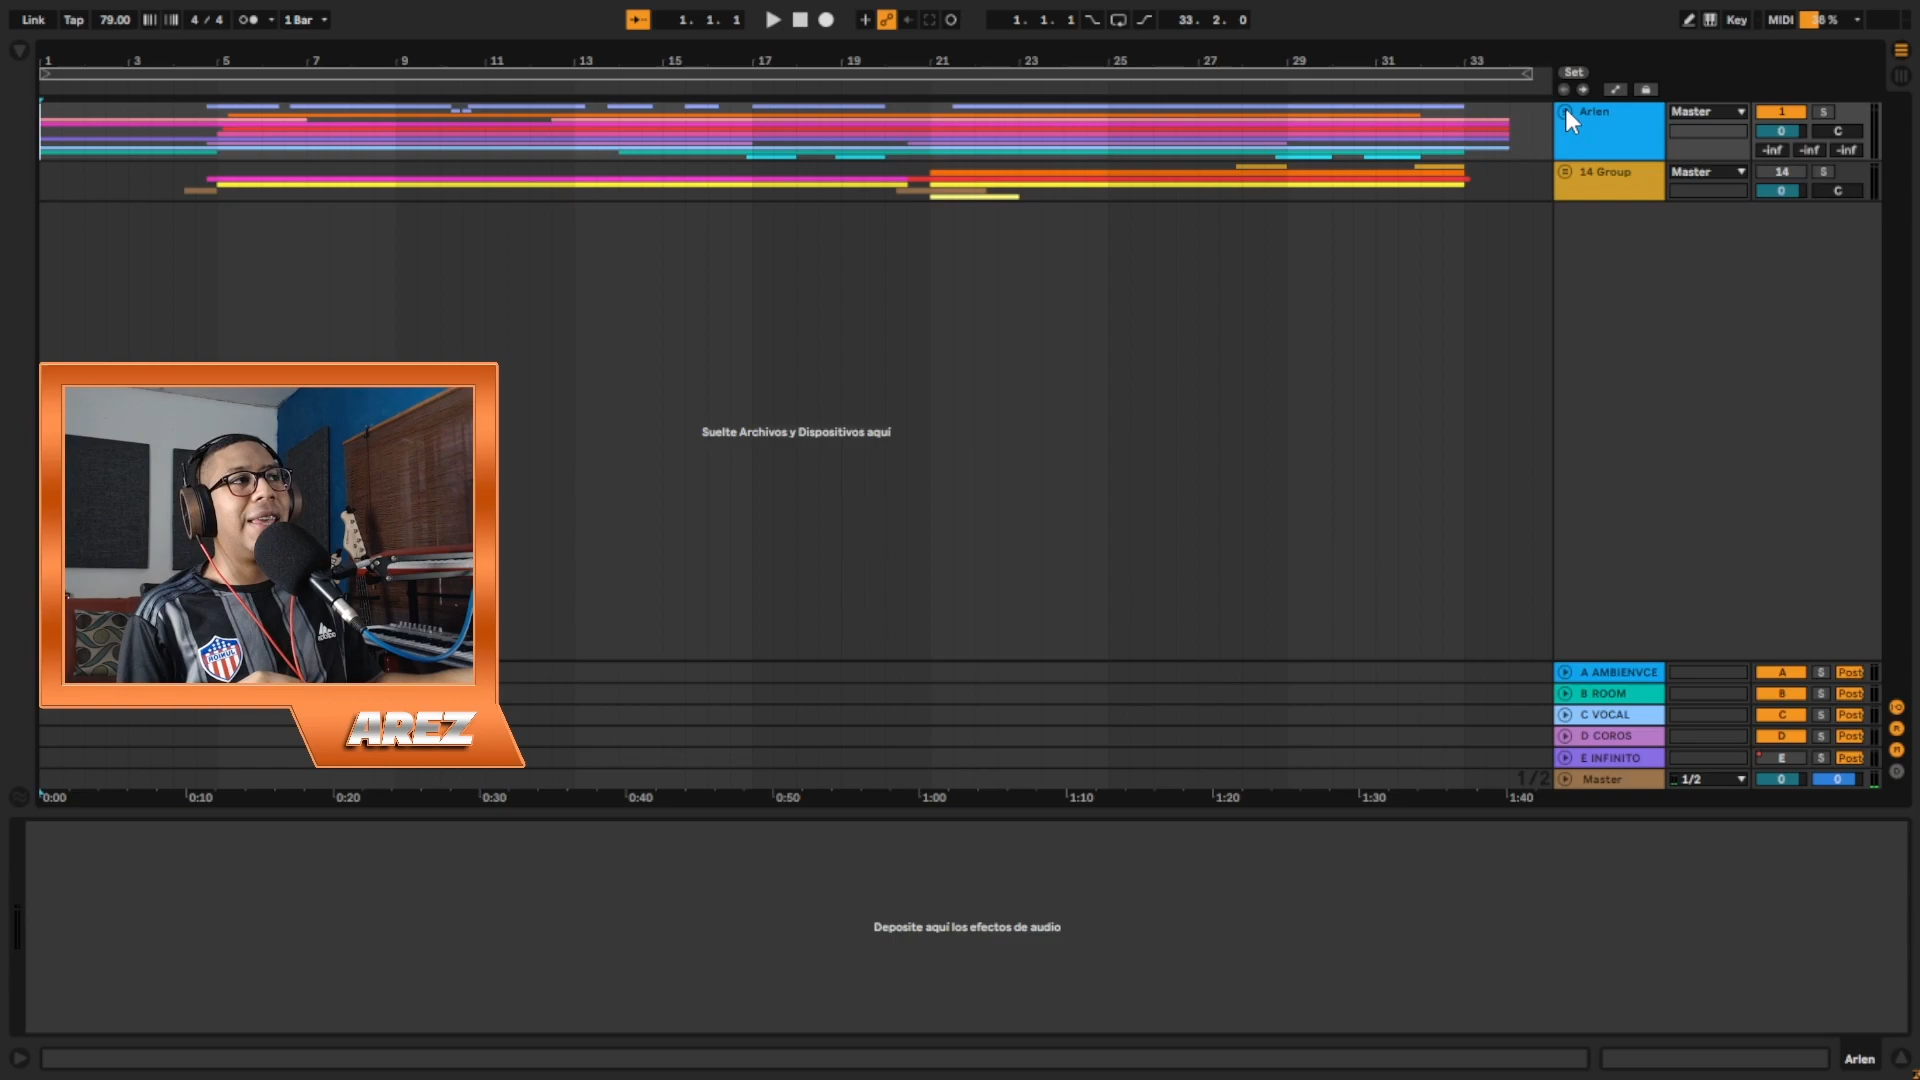 Link Tap 79.00 4 / 4 1 Bar 1. 1. 1 1. 1. 1 33. 2. 0 Key MIDI 38 %
1 3 5 7 9 11 13 15 17 19 21 23 25 27 29 31 33
Set
Arlen Master 1 S
0 C
-inf -inf -inf
14 Group Master 14 S
0 C
Suelte Archivos y Dispositivos aquí
adidas
AREZ
A AMBIENVCE A S Post
B ROOM B S Post
C VOCAL C S Post
D COROS D S Post
E INFINITO E S Post
1/2 Master 1/2 0 0
0:00 0:10 0:20 0:30 0:40 0:50 1:00 1:10 1:20 1:30 1:40
Deposite aquí los efectos de audio
Arlen